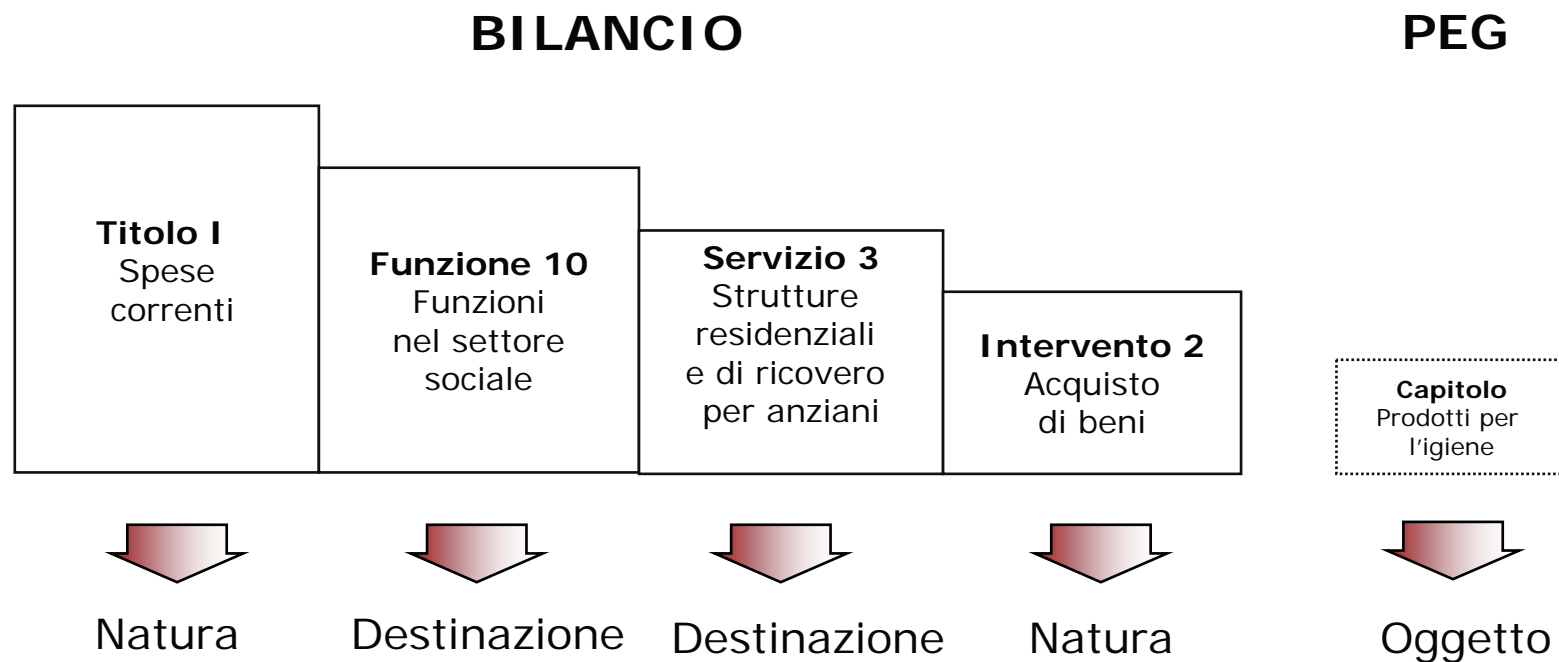 BILANCIO
PEG
Titolo I
Spese
correnti
Funzione 10
Funzioni
nel settore
sociale
Servizio 3
Strutture
residenziali
e di ricovero
per anziani
Intervento 2
Acquisto
di beni
Capitolo
Prodotti per
l'igiene
Natura
Destinazione
Destinazione
Natura
Oggetto